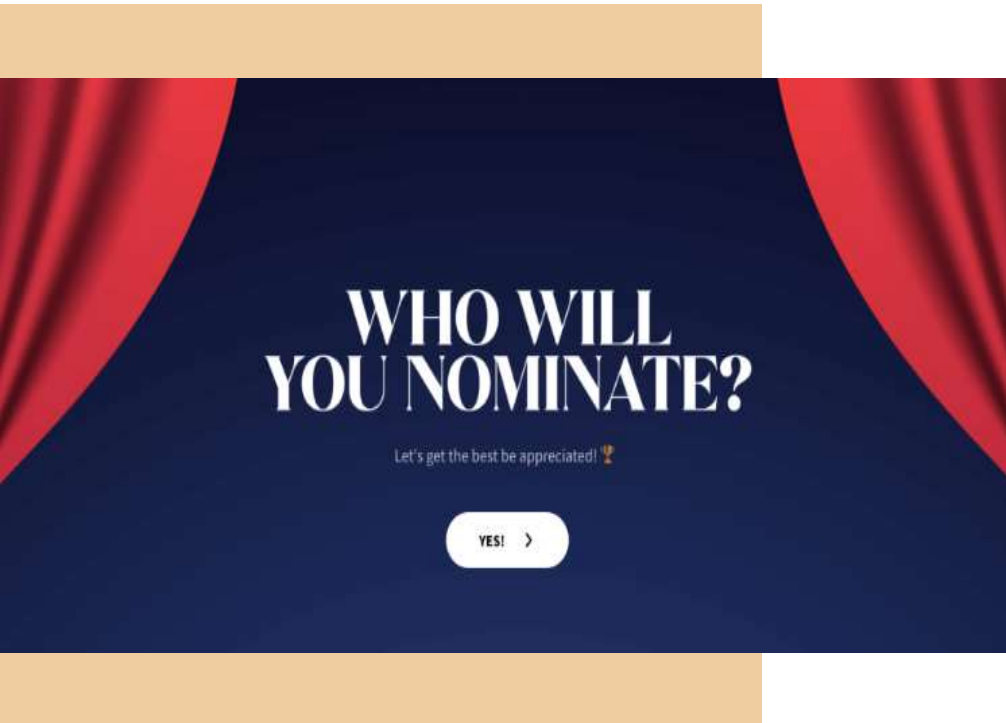 WHO WILL
YOU NOMINATE?
Let's get the best be appreciated! 🏆
YES! >